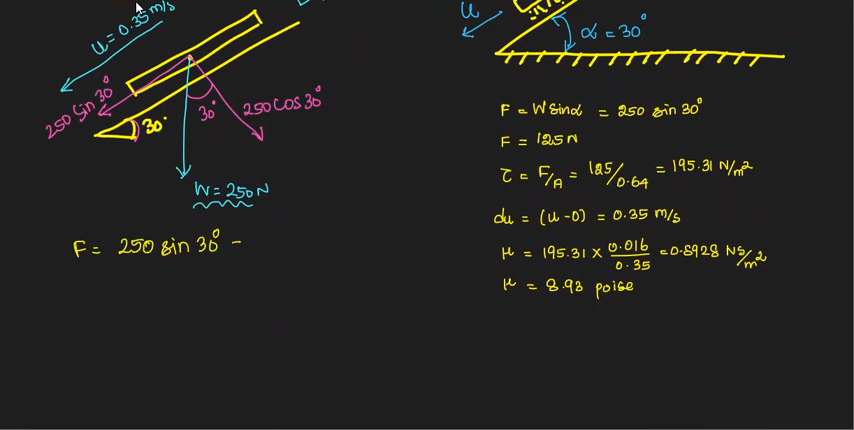 u = 0.35 m/s
250 sin 30°
30°
30°
250 cos 30°
W = 250 N
F = 250 sin 30° =
u
α = 30°
F = W sinα = 250 sin 30°
F = 125 N
τ = F/A = 125/0.64 = 195.31 N/m²
du = (u - 0) = 0.35 m/s
μ = 195.31 × 0.016/0.35 = 0.8928 NS/m²
μ = 8.93 poise